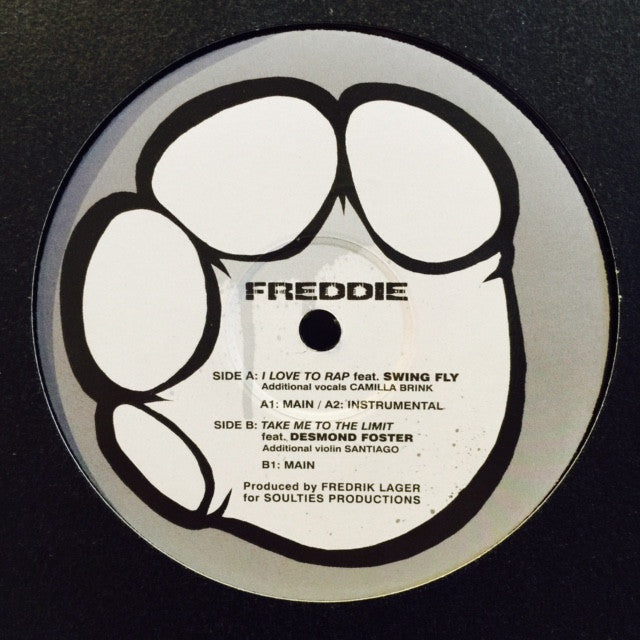 FREDDIE
SIDE A: I LOVE TO RAP feat. SWING FLY
Additional vocals CAMILLA BRINK
A1: MAIN / A2: INSTRUMENTAL
SIDE B: TAKE ME TO THE LIMIT
feat. DESMOND FOSTER
Additional violin SANTIAGO
B1: MAIN
Produced by FREDRIK LAGER
for SOULTIES PRODUCTIONS